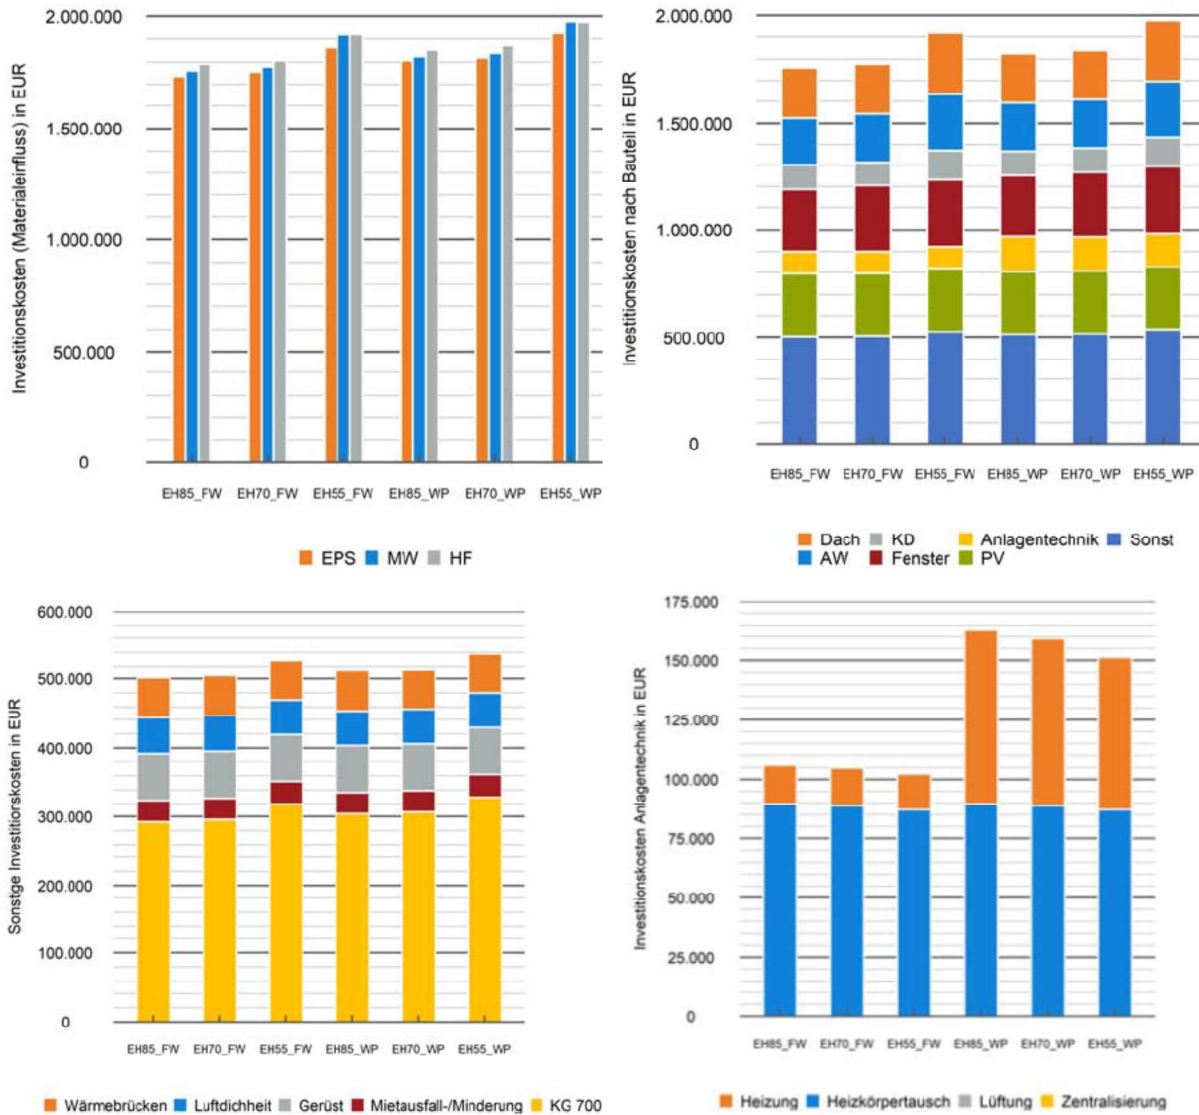 Investitionskosten (Materialeinfluss) in EUR
2.000.000
1.500.000
1.000.000
500.000
0
EH85_FW EH70_FW EH55_FW EH85_WP EH70_WP EH55_WP
EPS MW HF
Investitionskosten nach Bauteil in EUR
2.000.000
1.500.000
1.000.000
500.000
0
EH85_FW EH70_FW EH55_FW EH85_WP EH70_WP EH55_WP
Dach KD Anlagentechnik Sonst
AW Fenster PV
Sonstge Investitiorskosten in EUR
600.000
500.000
400.000
300.000
200.000
100.000
0
EH85_FW EH70_FW EH55_FW EH85_WP EH70_WP EH55_WP
Wärmebrücken Luftdichheit Gerüst Mietausfall-/Minderung KG 700
Investitionskosten Anlagentechnik in EUR
175.000
150.000
125.000
100.000
75.000
50.000
25.000
0
EH85_FW EH70_FW EH55_FW EH85_WP EH70_WP EH55_WP
Heizung Heizkörpertausch Lüftung Zentralisierung